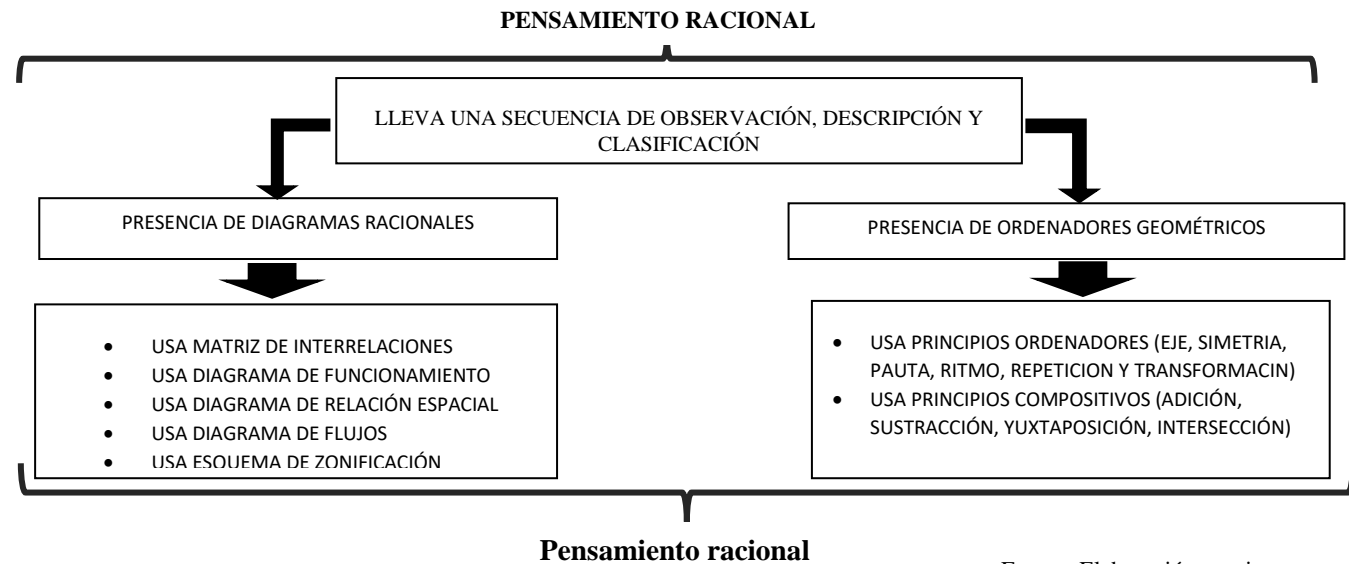 PENSAMIENTO RACIONAL
LLEVA UNA SECUENCIA DE OBSERVACIÓN, DESCRIPCIÓN Y
CLASIFICACIÓN
PRESENCIA DE DIAGRAMAS RACIONALES
PRESENCIA DE ORDENADORES GEOMÉTRICOS
• USA MATRIZ DE INTERRELACIONES
• USA DIAGRAMA DE FUNCIONAMIENTO
• USA DIAGRAMA DE RELACIÓN ESPACIAL
• USA DIAGRAMA DE FLUJOS
• USA ESQUEMA DE ZONIFICACIÓN
• USA PRINCIPIOS ORDENADORES (EJE, SIMETRIA,
PAUTA, RITMO, REPETICION Y TRANSFORMACIN)
• USA PRINCIPIOS COMPOSITIVOS (ADICIÓN,
SUSTRACCIÓN, YUXTAPOSICIÓN, INTERSECCIÓN)
Pensamiento racional